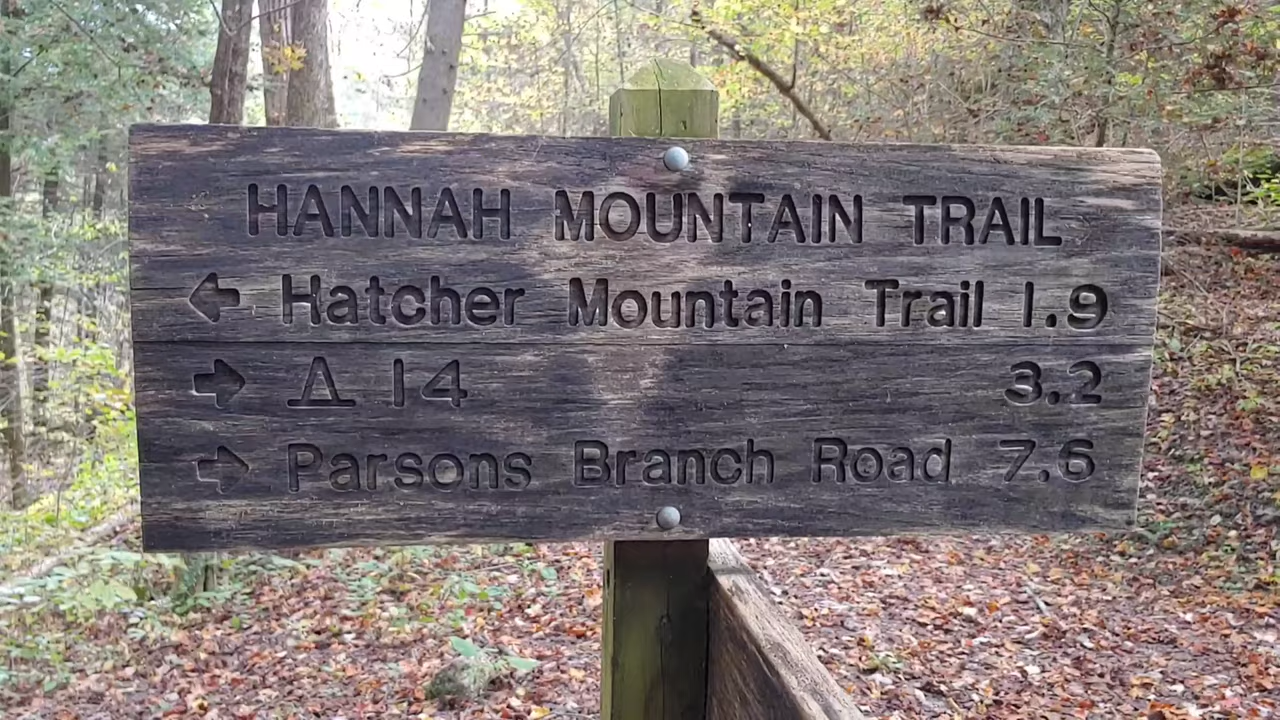 HANNAH MOUNTAIN TRAIL
← Hatcher Mountain Trail 1.9
→ Δ 14 3.2
→ Parsons Branch Road 7.6